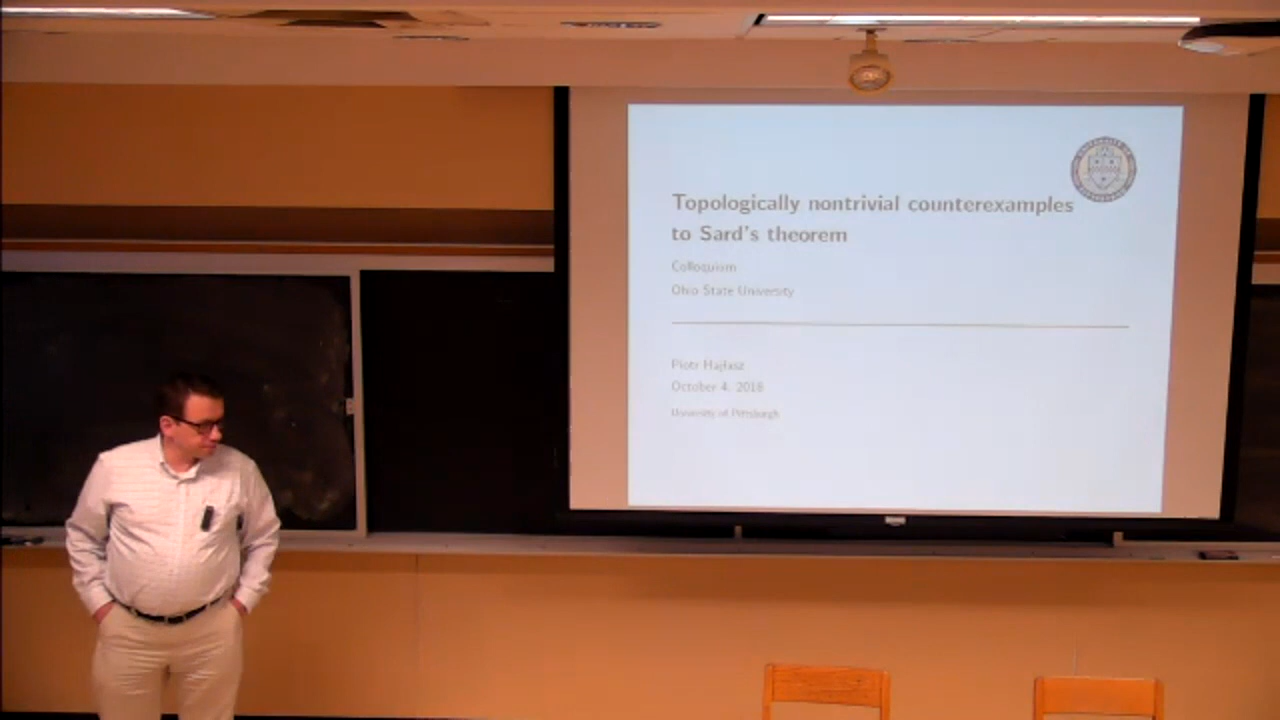 Topologically nontrivial counterexamples
to Sard's theorem
Colloquium
Ohio State University
Piotr Hajłasz
October 4, 2018
University of Pittsburgh